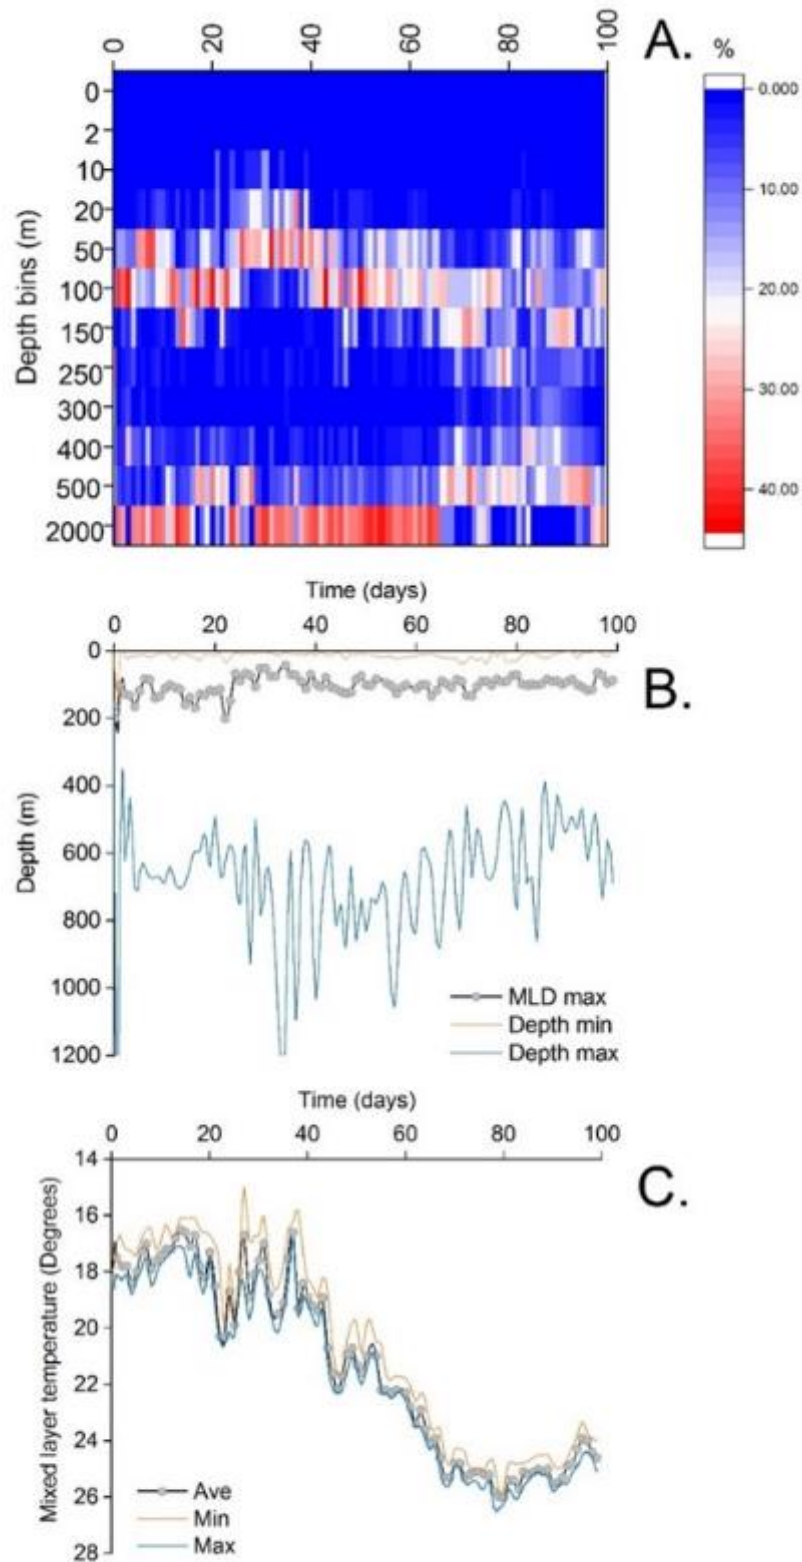 0 20 40 60 80 100
A.
%
Depth bins (m)
0
2
10
20
50
100
150
250
300
400
500
2000
0.000
10.00
20.00
30.00
40.00
Time (days)
0 20 40 60 80 100
B.
Depth (m)
0
200
400
600
800
1000
1200
MLD max
Depth min
Depth max
Time (days)
0 20 40 60 80 100
C.
Mixed layer temperature (Degrees)
14
16
18
20
22
24
26
28
Ave
Min
Max